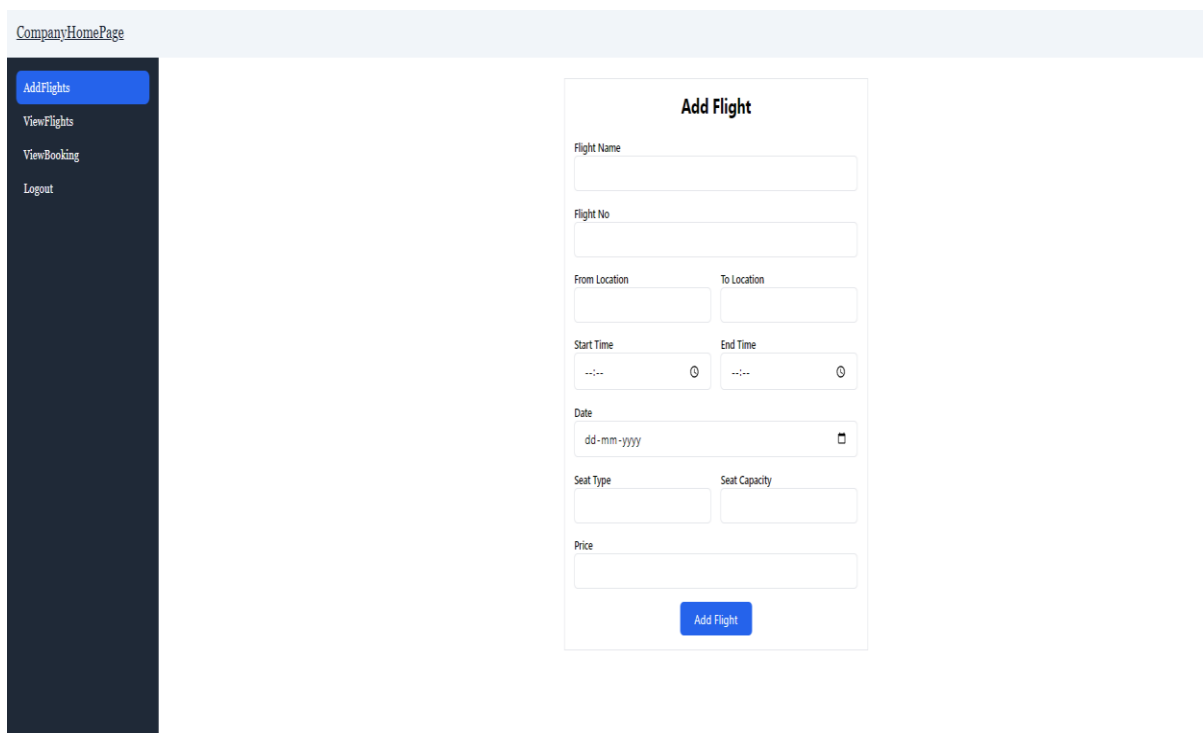 CompanyHomePage
AddFlights
ViewFlights
ViewBooking
Logout
Add Flight
Flight Name
Flight No
From Location To Location
Start Time End Time
--:-- --:--
Date
dd-mm-yyyy
Seat Type Seat Capacity
Price
Add Flight